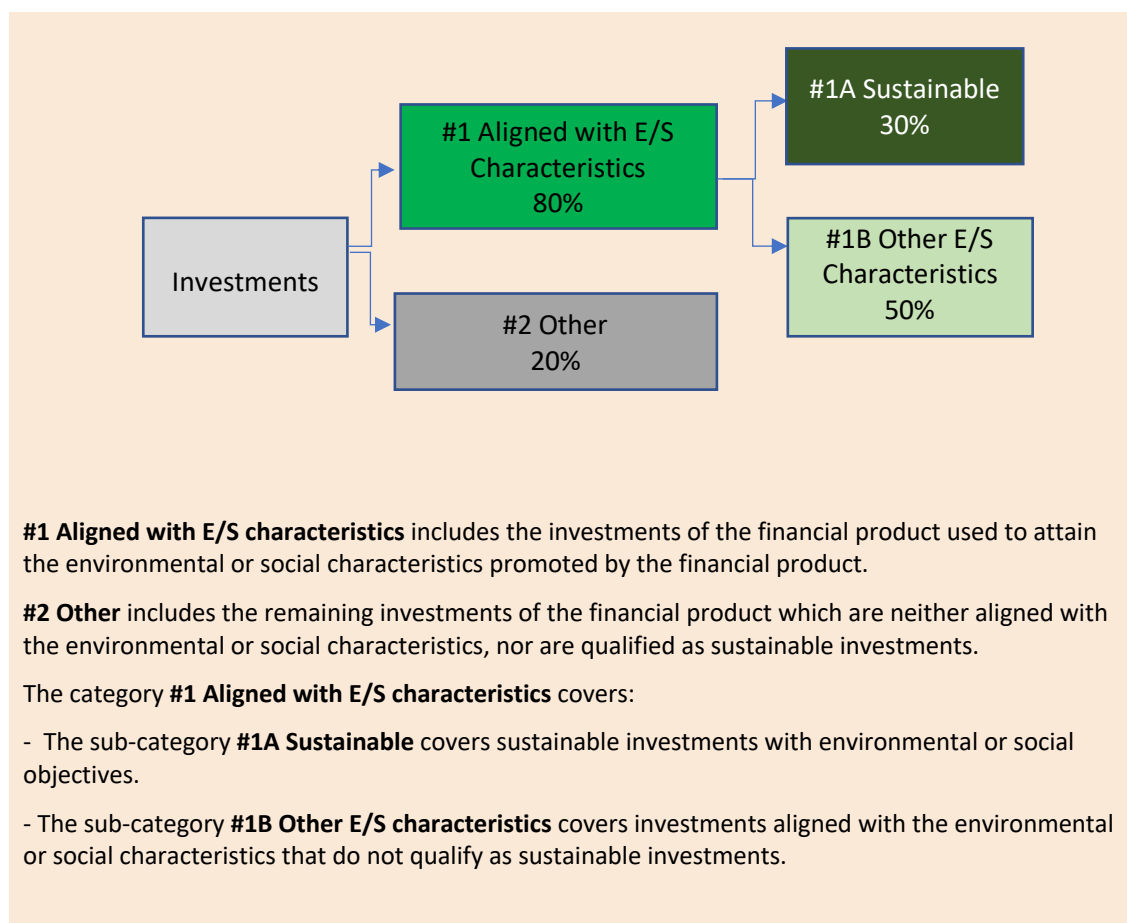 #1A Sustainable
30%
#1 Aligned with E/S
Characteristics
80%
#1B Other E/S
Characteristics
50%
Investments
#2 Other
20%
#1 Aligned with E/S characteristics includes the investments of the financial product used to attain
the environmental or social characteristics promoted by the financial product.
#2 Other includes the remaining investments of the financial product which are neither aligned with
the environmental or social characteristics, nor are qualified as sustainable investments.
The category #1 Aligned with E/S characteristics covers:
- The sub-category #1A Sustainable covers sustainable investments with environmental or social
objectives.
- The sub-category #1B Other E/S characteristics covers investments aligned with the environmental
or social characteristics that do not qualify as sustainable investments.